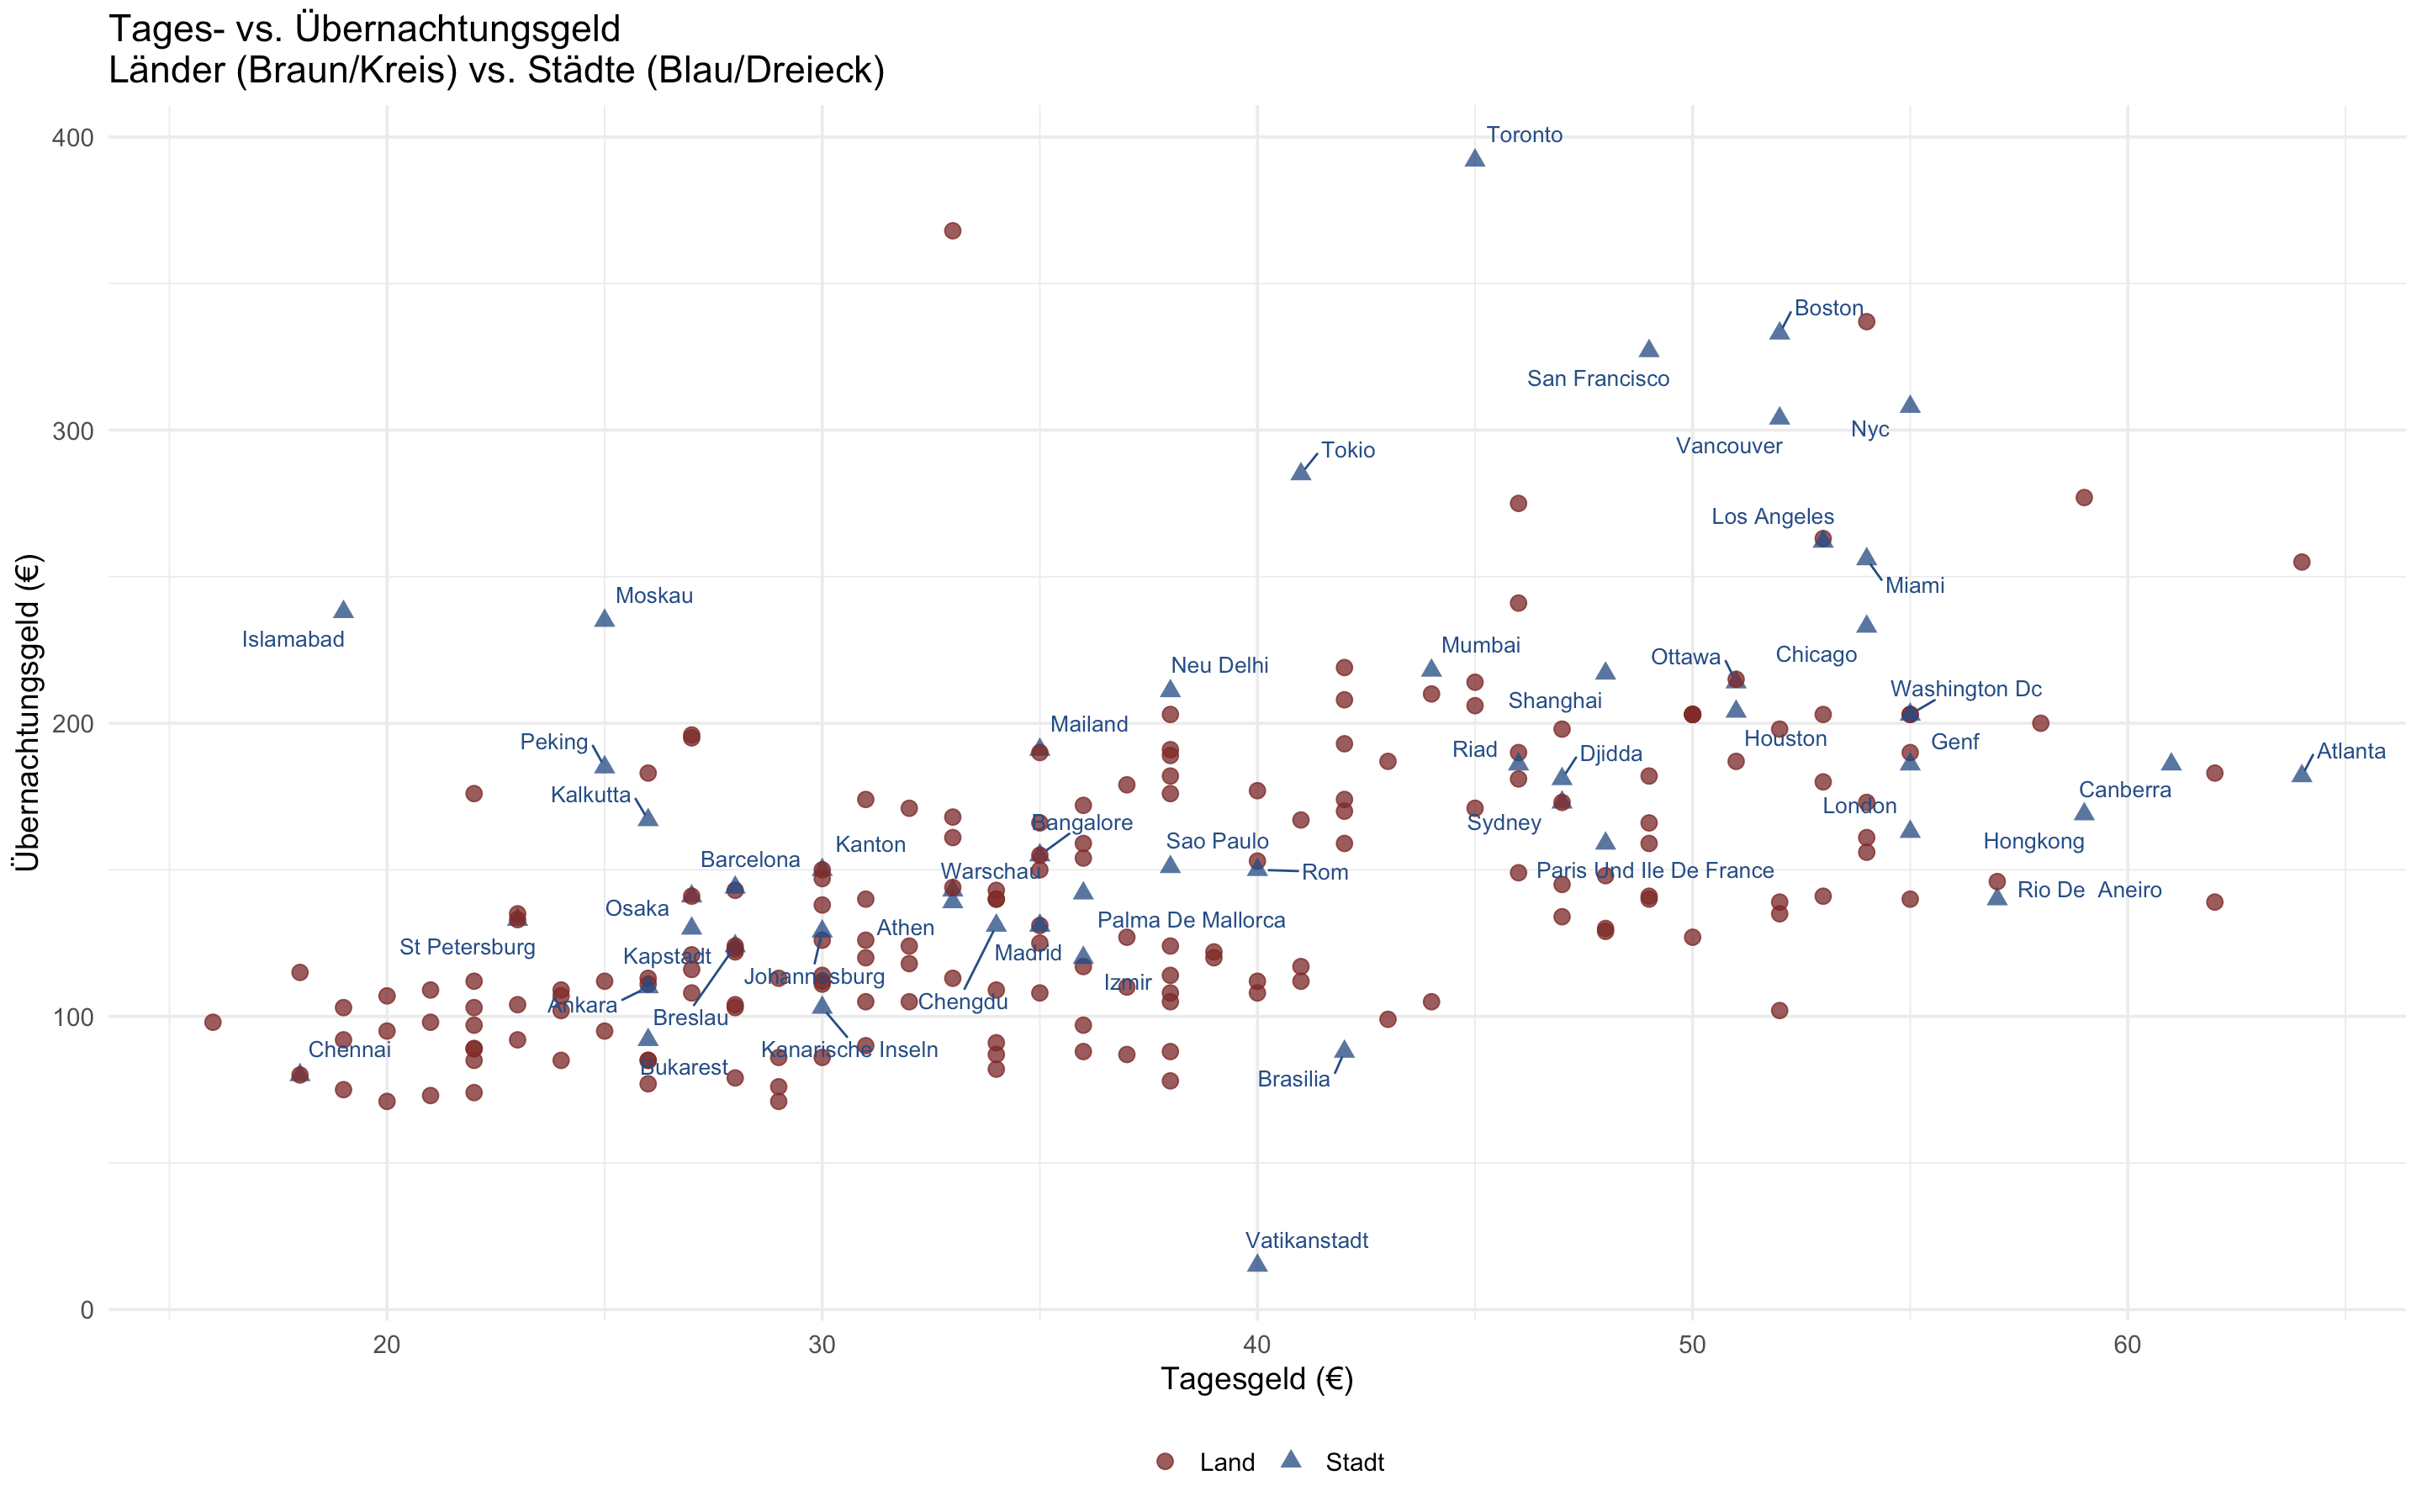 Tages- vs. Übernachtungsgeld
Länder (Braun/Kreis) vs. Städte (Blau/Dreieck)
400
300
200
100
0
Übernachtungsgeld (€)
Toronto
Boston
San Francisco
Nyc
Vancouver
Tokio
Los Angeles
Miami
Moskau
Islamabad
Mumbai
Chicago
Ottawa
Neu Delhi
Washington Dc
Shanghai
Mailand
Houston
Genf
Peking
Riad
Djidda
Atlanta
Kalkutta
Canberra
London
Bangalore
Sydney
Kanton
Sao Paulo
Hongkong
Barcelona
Warschau
Rom
Paris Und Ile De France
Rio De  Aneiro
Osaka
Palma De Mallorca
Athen
St Petersburg
Madrid
Kapstadt
Johannesburg
Izmir
Ankara
Chengdu
Breslau
Chennai
Kanarische Inseln
Bukarest
Brasilia
Vatikanstadt
20
30
40
50
60
Tagesgeld (€)
Land
Stadt